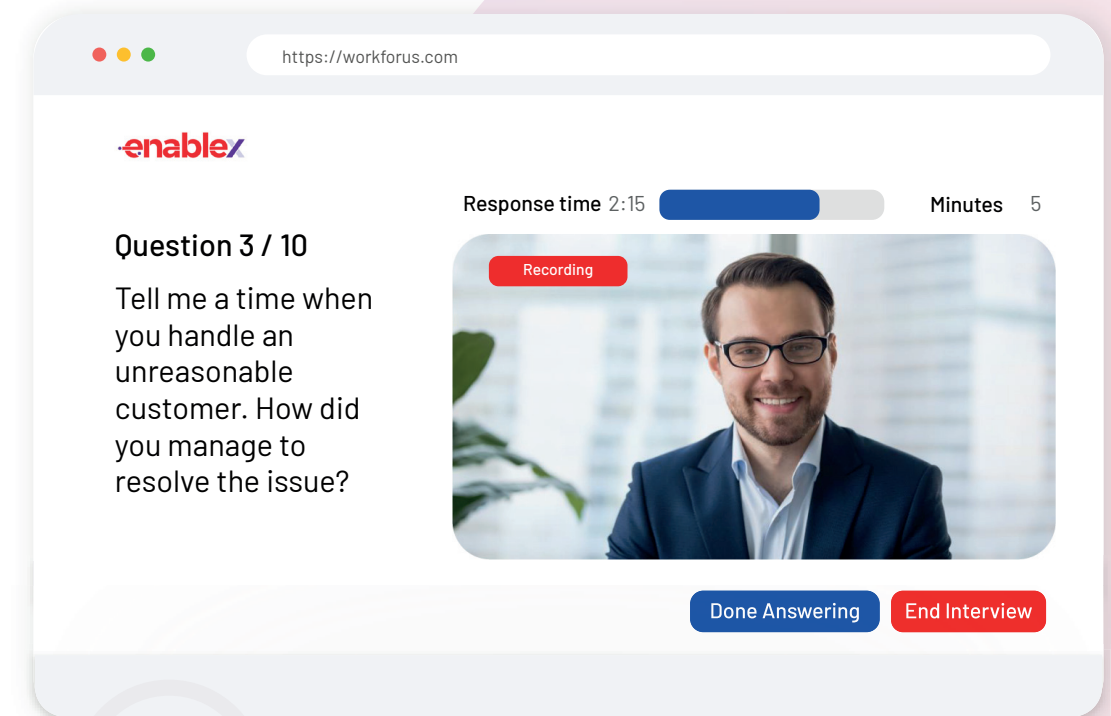 https://workforus.com
enablex
Response time 2:15
Minutes 5
Question 3 / 10
Tell me a time when
you handle an
unreasonable
customer. How did
you manage to
resolve the issue?
Recording
Done Answering
End Interview